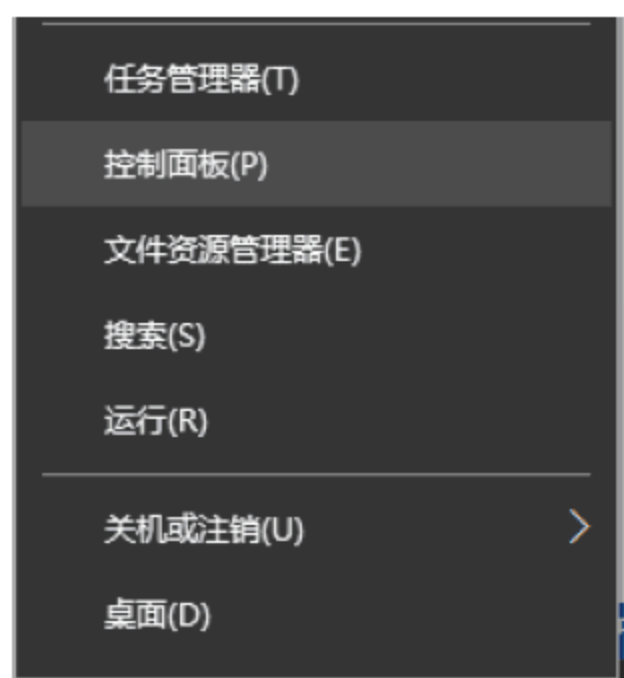 任务管理器(T)
控制面板(P)
文件资源管理器(E)
搜索(S)
运行(R)
关机或注销(U)
桌面(D)